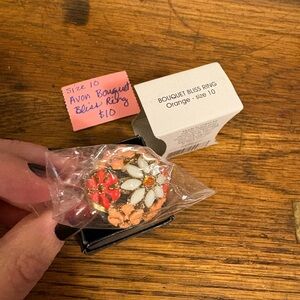 Size 10
Avon Bouquet
Bliss Ring
$10
BOUQUET BLISS RING
Orange - size 10